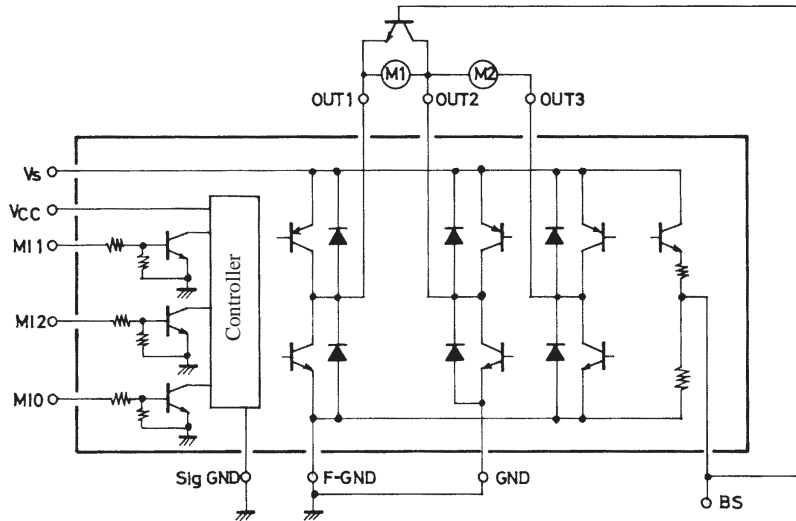 M1
M2
OUT1
OUT2
OUT3
Vs
VCC
MI1
MI2
MI0
Controller
Sig GND
F-GND
GND
BS